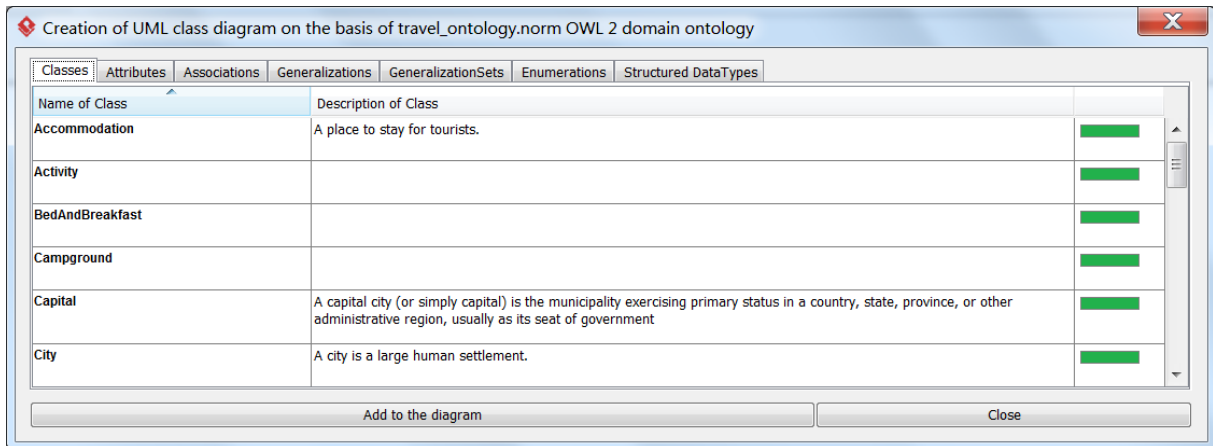 Creation of UML class diagram on the basis of travel_ontology.norm OWL 2 domain ontology
Classes Attributes Associations Generalizations GeneralizationSets Enumerations Structured DataTypes
Name of Class Description of Class
Accommodation A place to stay for tourists.
Activity
BedAndBreakfast
Campground
Capital A capital city (or simply capital) is the municipality exercising primary status in a country, state, province, or other
administrative region, usually as its seat of government
City A city is a large human settlement.
Add to the diagram Close